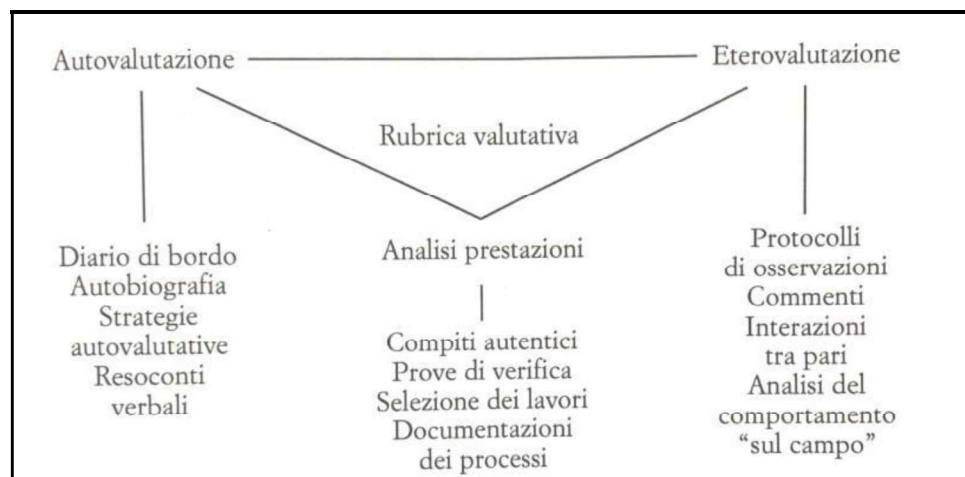 Autovalutazione
Eterovalutazione
Rubrica valutativa
Diario di bordo
Autobiografia
Strategie
autovalutative
Resoconti
verbali
Analisi prestazioni
Compiti autentici
Prove di verifica
Selezione dei lavori
Documentazioni
dei processi
Protocolli
di osservazioni
Commenti
Interazioni
tra pari
Analisi del
comportamento
“sul campo”